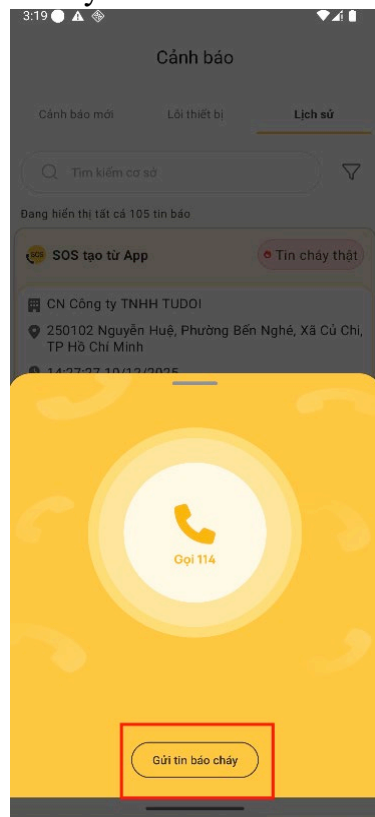 3:19
Cảnh báo
Cảnh báo mới Lỗi thiết bị Lịch sử
Tìm kiếm cơ sở
Đang hiển thị tất cả 105 tin báo
SOS SOS tạo từ App Tin cháy thật
CN Công ty TNHH TUDOI
250102 Nguyễn Huệ, Phường Bến Nghé, Xã Củ Chi,
TP Hồ Chí Minh
14:27:27 10/12/2025
Gọi 114
Gửi tin báo cháy